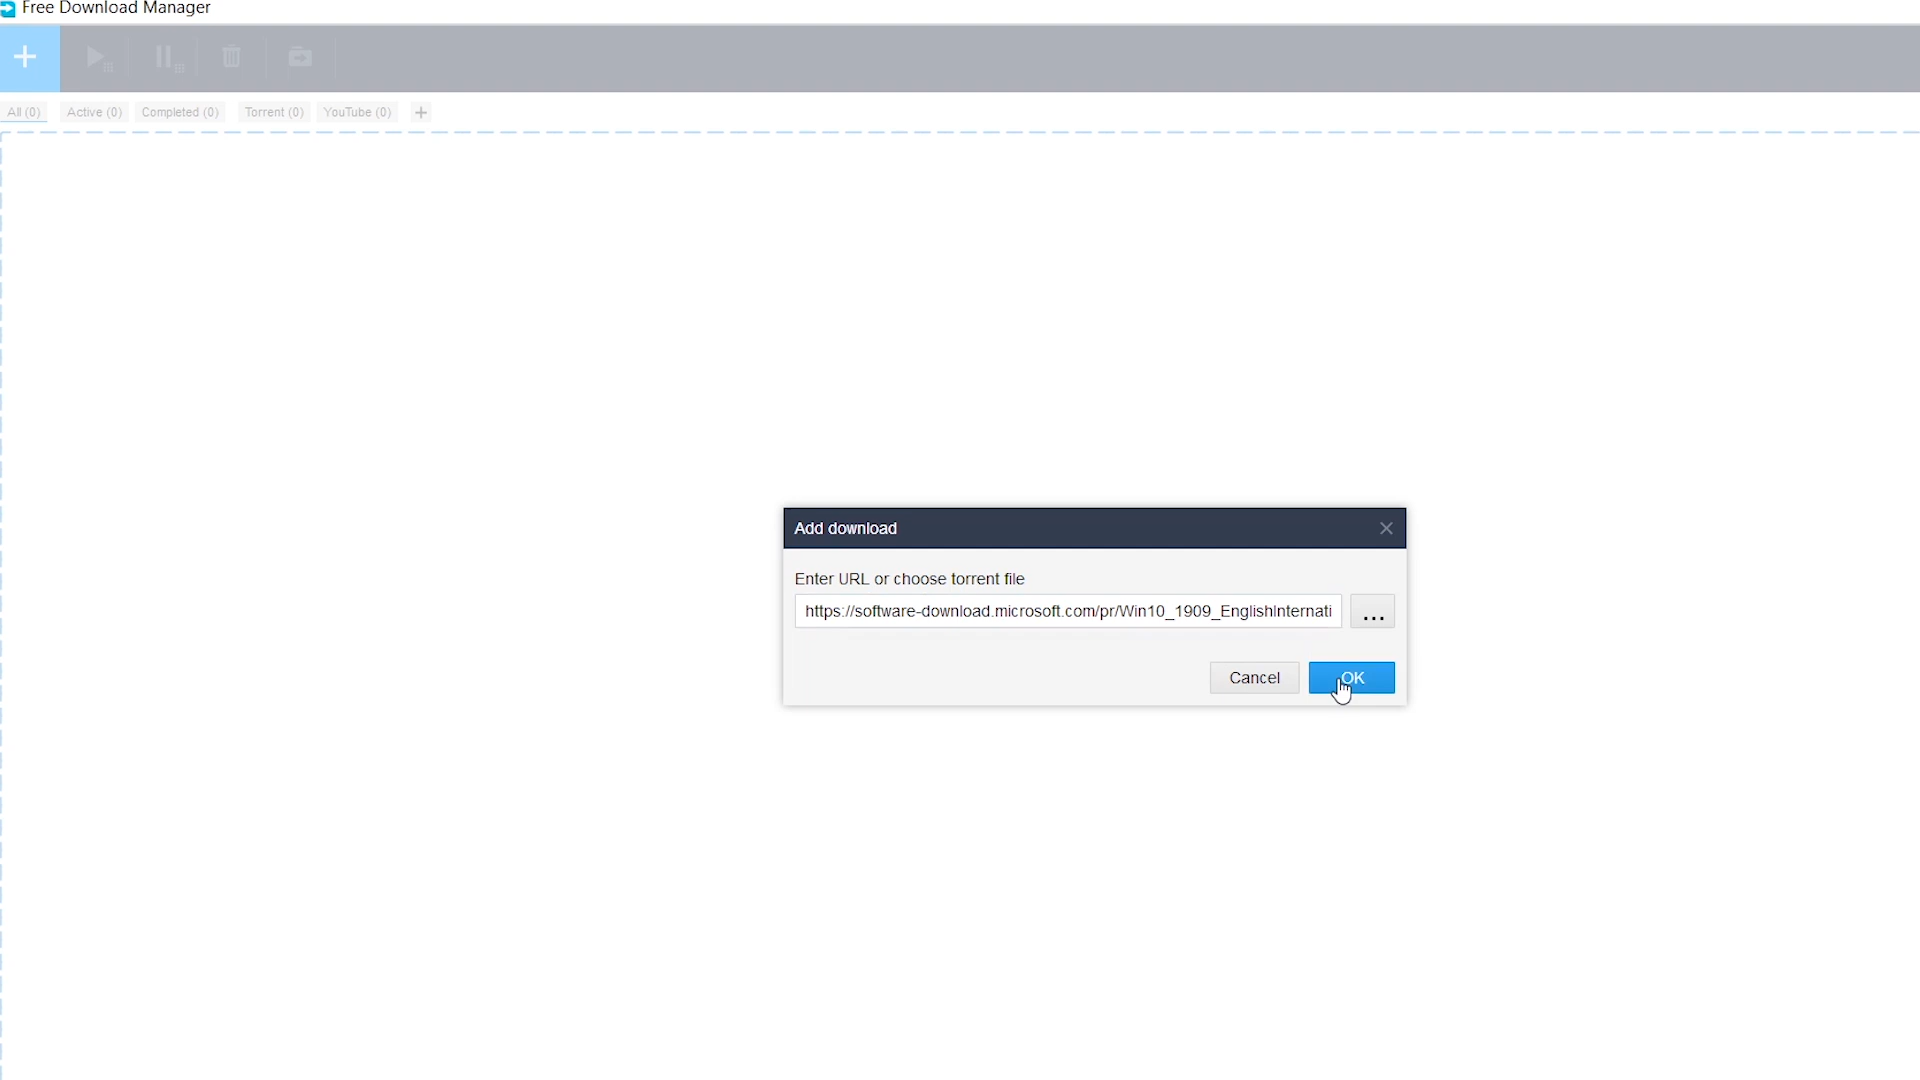 Free Download Manager
All (0) Active (0) Completed (0) Torrent (0) YouTube (0) +
Add download
Enter URL or choose torrent file
https://software-download.microsoft.com/pr/Win10_1909_EnglishInternati ...
Cancel OK